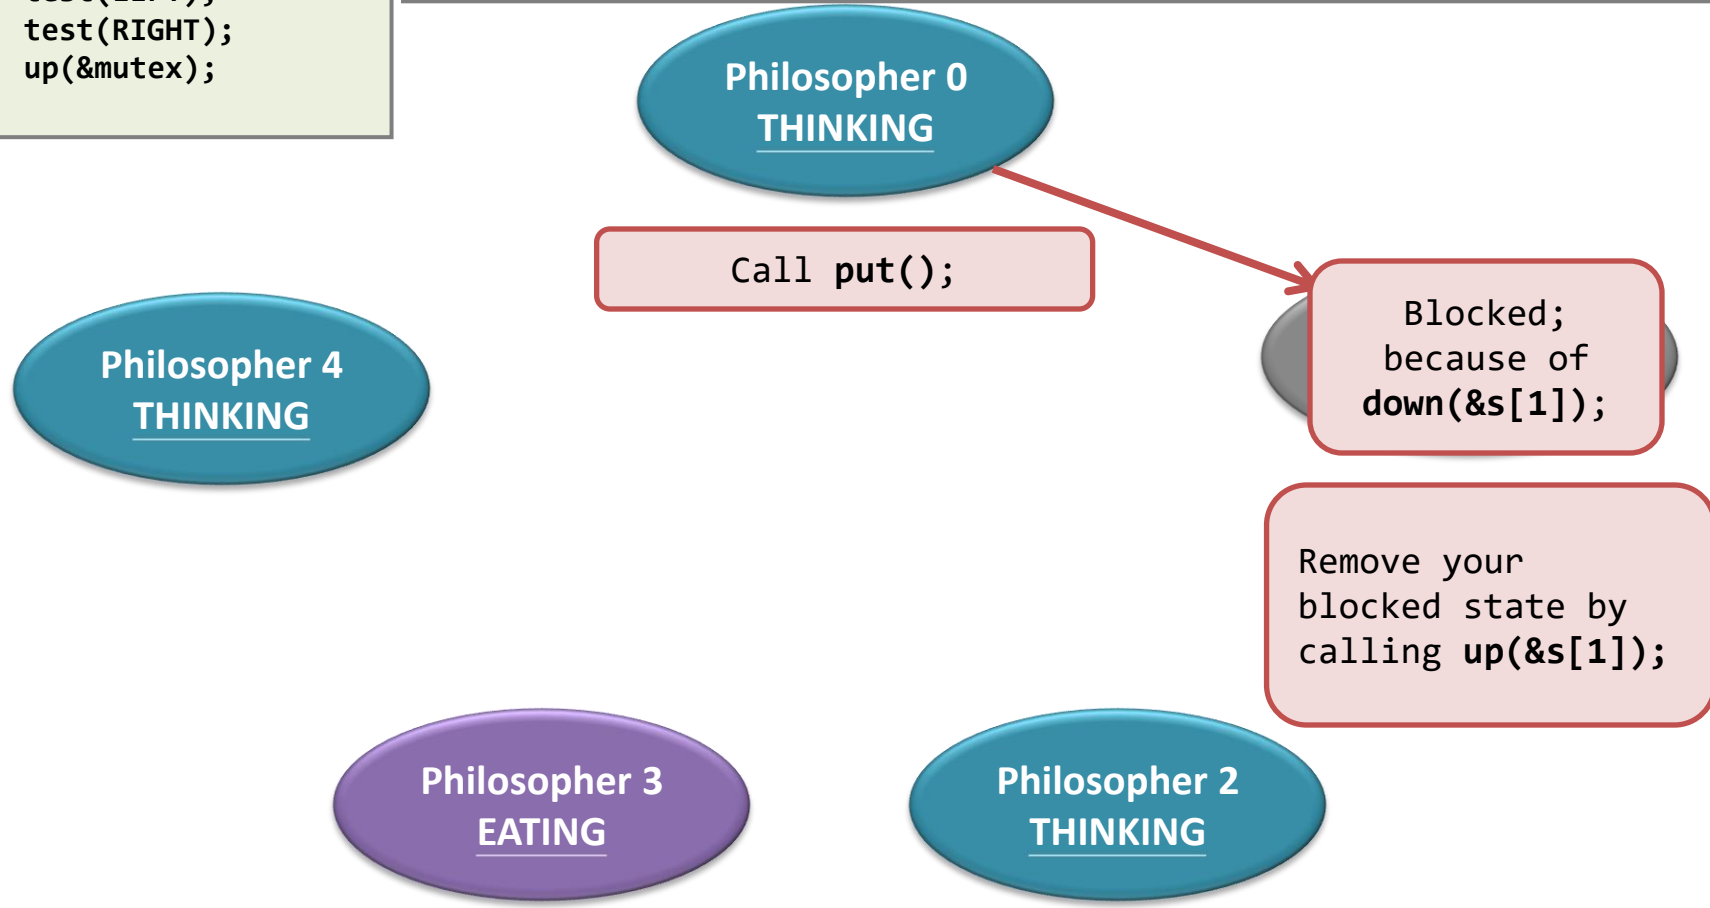 test(RIGHT);
up(&mutex);
Philosopher 0
THINKING
Call put();
Blocked;
because of
down(&s[1]);
Philosopher 4
THINKING
Remove your
blocked state by
calling up(&s[1]);
Philosopher 3
EATING
Philosopher 2
THINKING